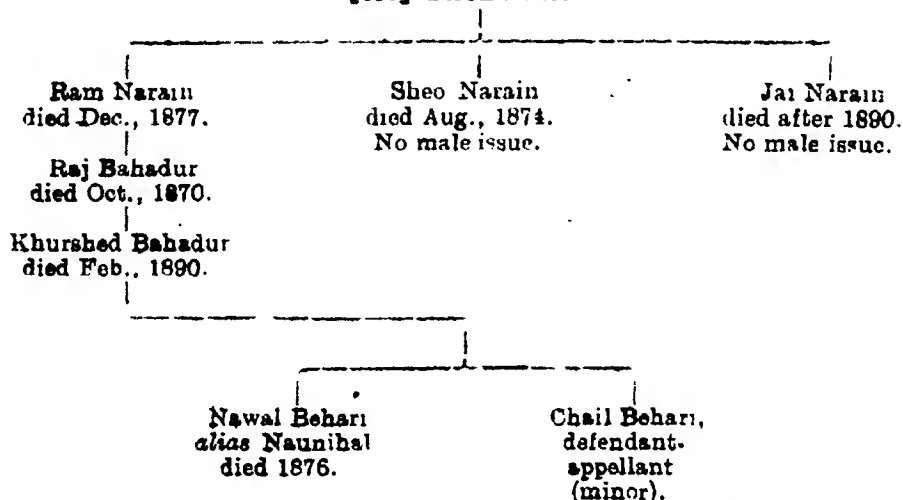 Ram Narain
died Dec., 1877.
Sheo Narain
died Aug., 1874.
No male issue.
Jai Narain
died after 1890.
No male issue.
Raj Bahadur
died Oct., 1870.
Khurshed Bahadur
died Feb., 1890.
Nawal Behari
alias Naunihal
died 1876.
Chail Behari,
defendant-
appellant
(minor).